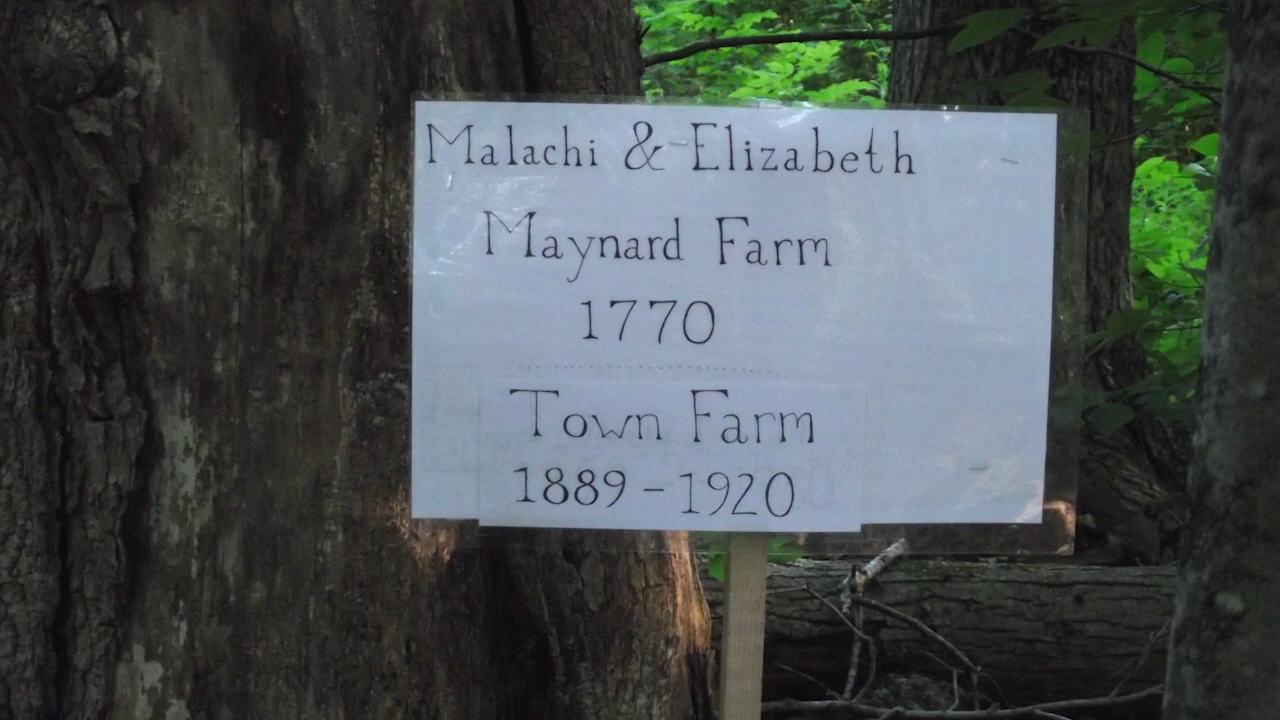 Malachi & Elizabeth
Maynard Farm
1770
Town Farm
1889 - 1920